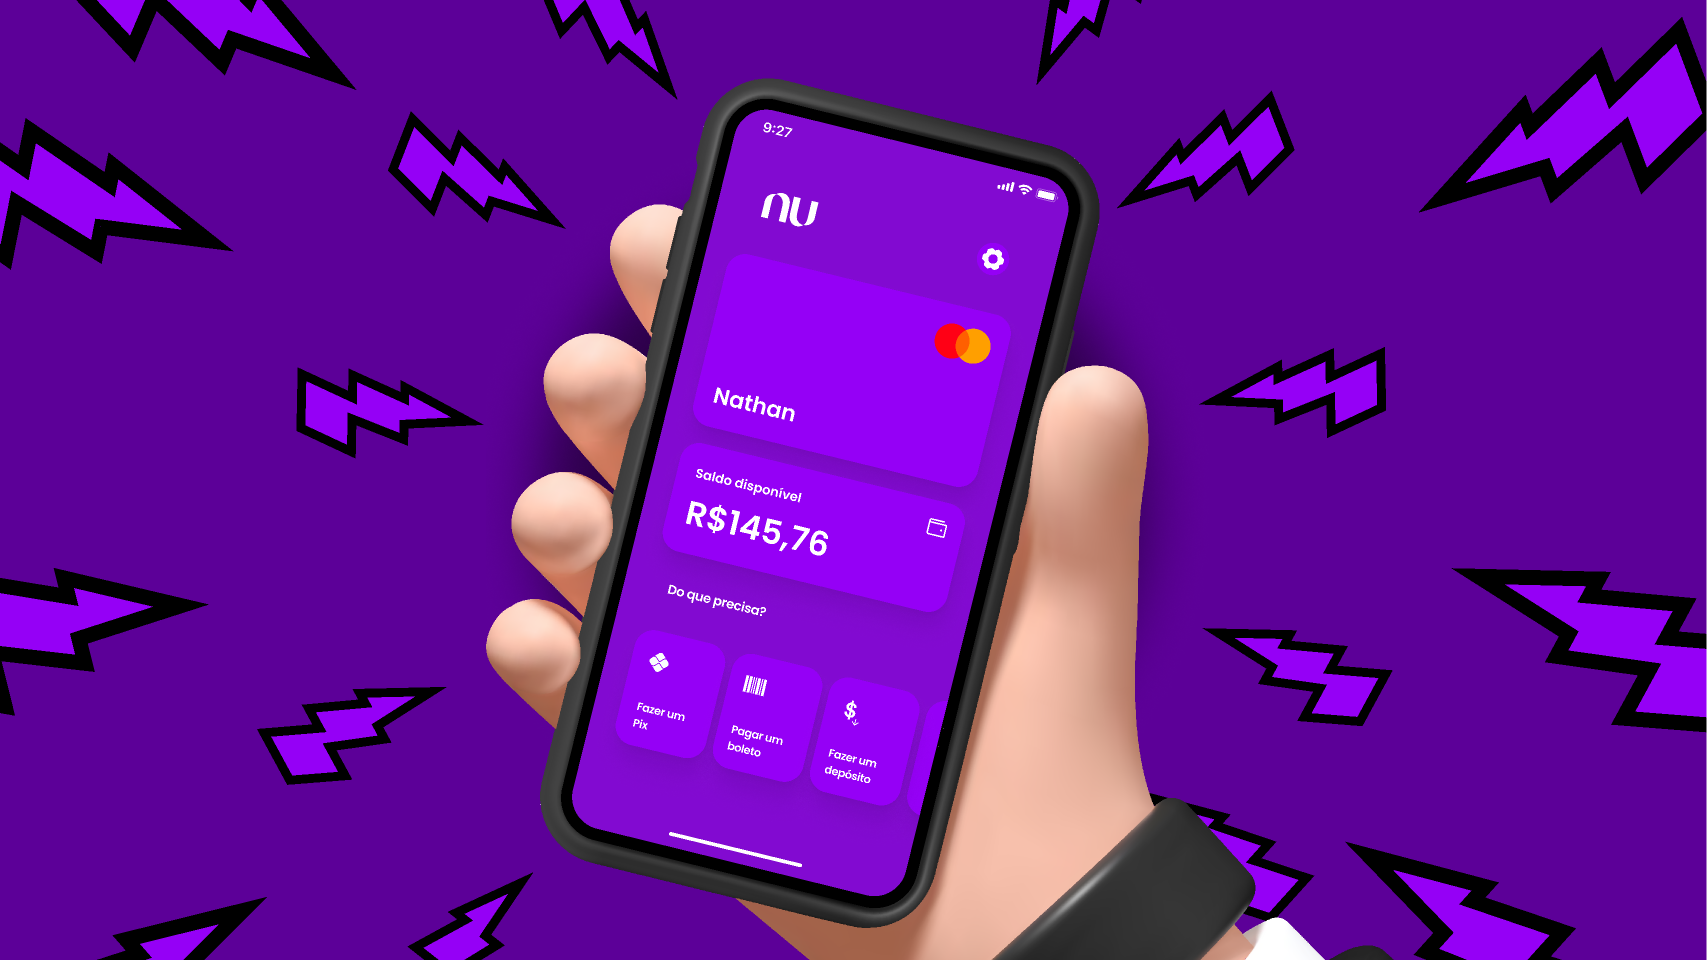 9:27
nu
Nathan
Saldo disponível
R$145,76
Do que precisa?
Fazer um
Pix
Pagar um
boleto
Fazer um
depósito